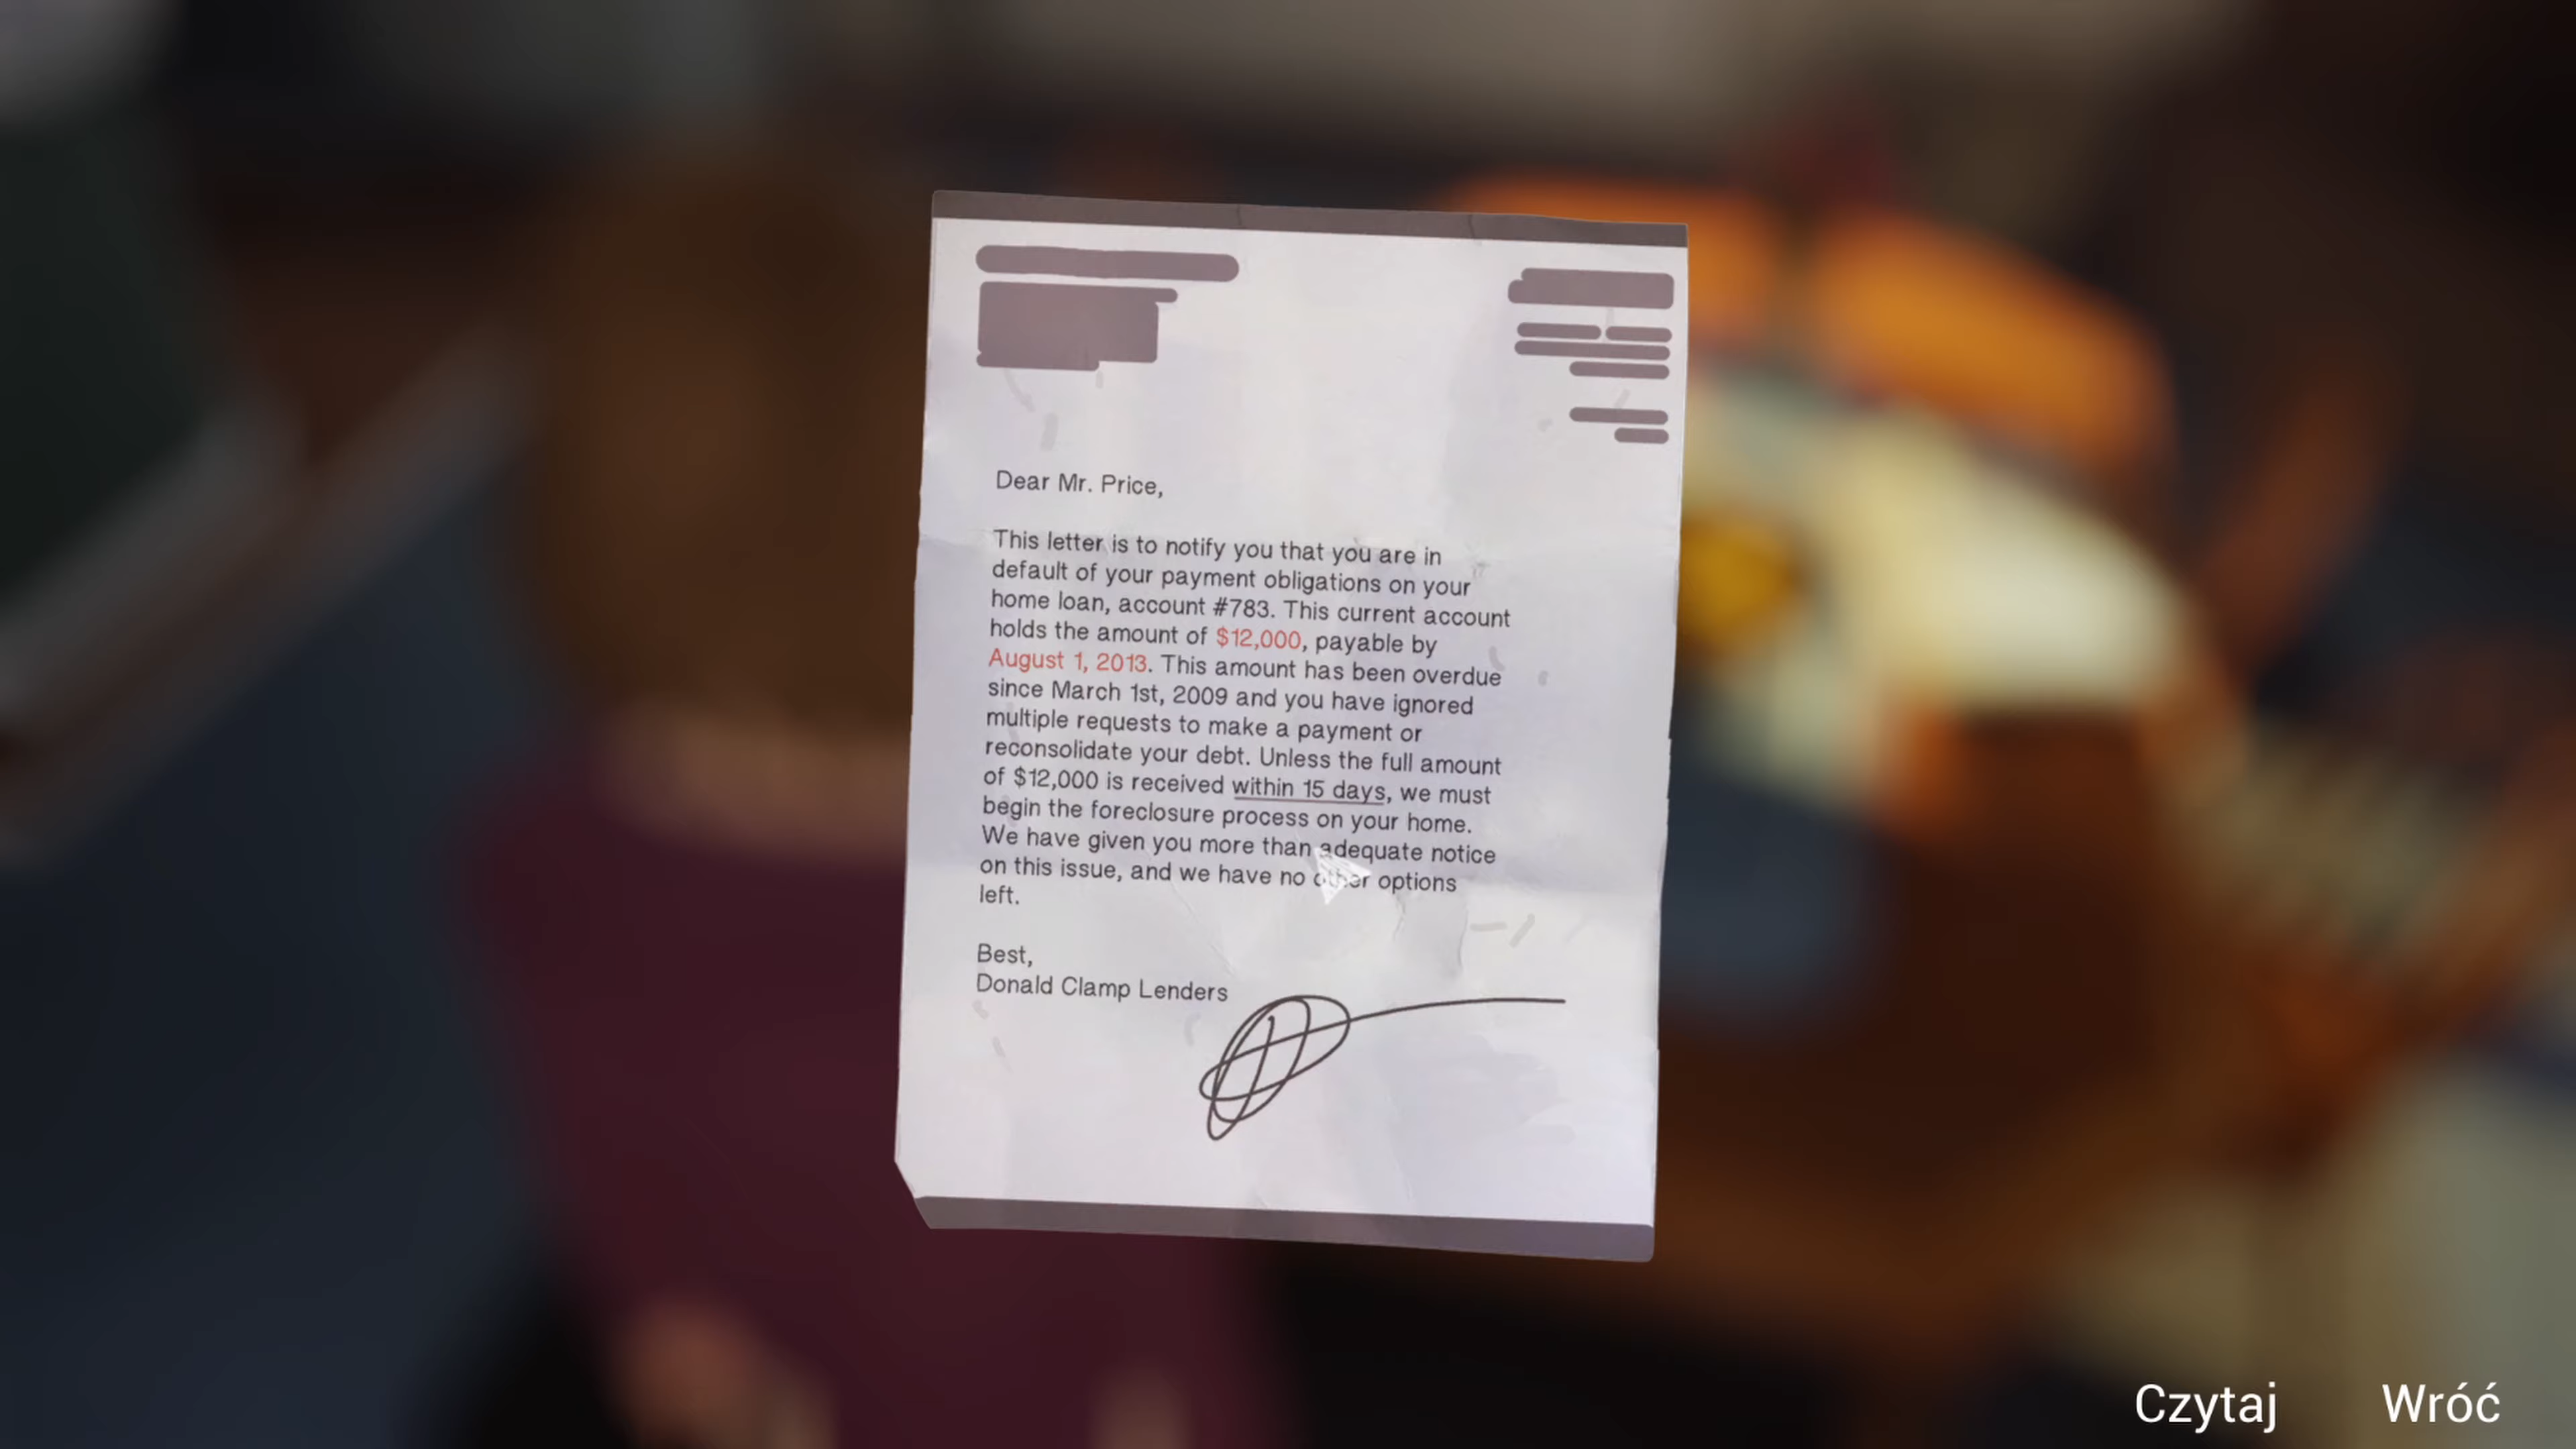 Dear Mr. Price,
This letter is to notify you that you are in
default of your payment obligations on your
home loan, account #783. This current account
holds the amount of $12,000, payable by
August 1, 2013. This amount has been overdue
since March 1st, 2009 and you have ignored
multiple requests to make a payment or
reconsolidate your debt. Unless the full amount
of $12,000 is received within 15 days, we must
begin the foreclosure process on your home.
We have given you more than adequate notice
on this issue, and we have no other options
left.
Best,
Donald Clamp Lenders
Czytaj Wróć